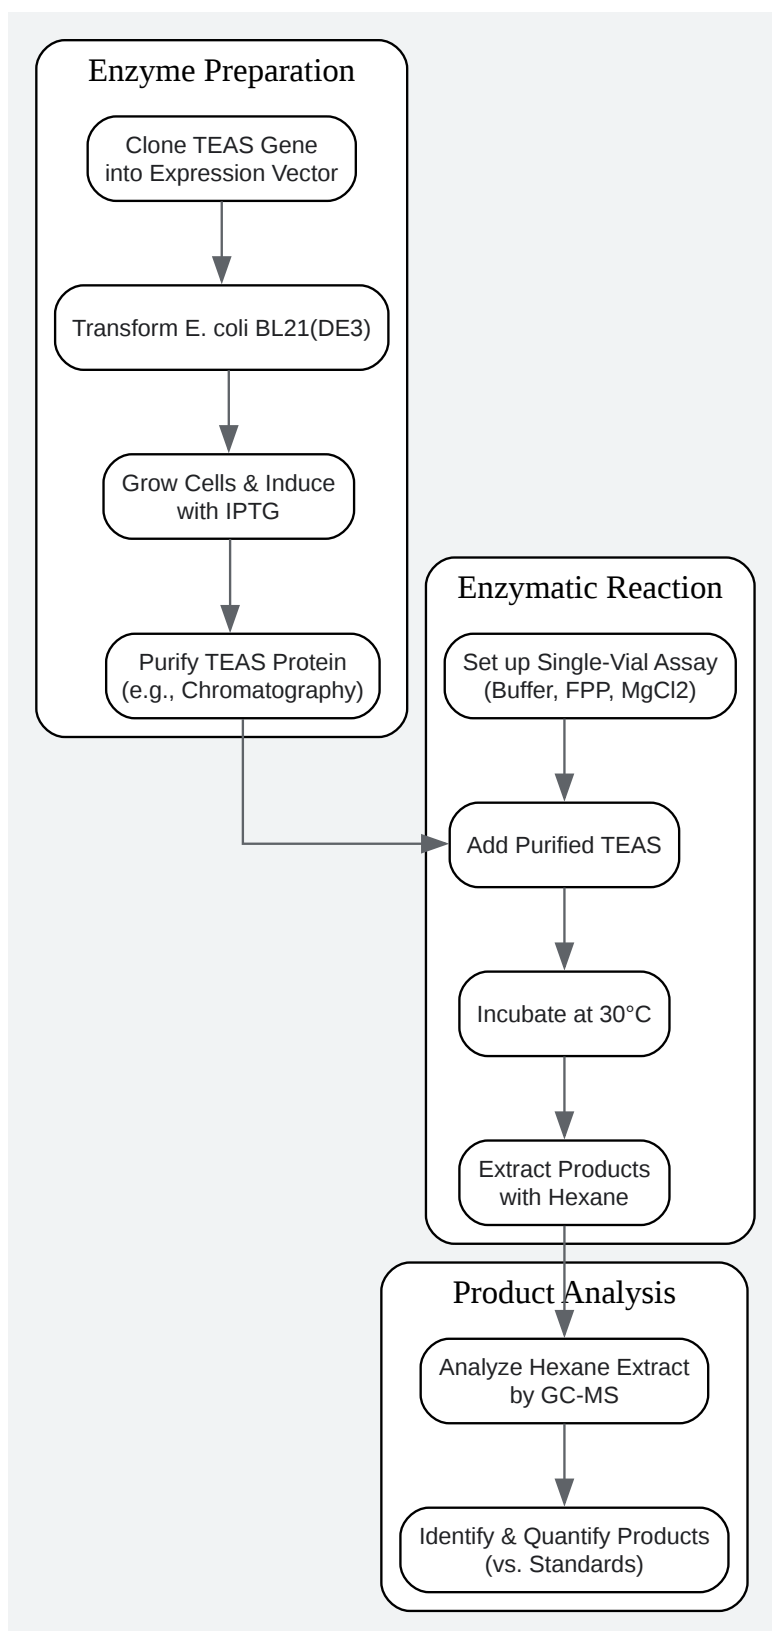 Enzyme Preparation
Clone TEAS Gene
into Expression Vector
Transform E. coli BL21(DE3)
Grow Cells & Induce
with IPTG
Purify TEAS Protein
(e.g., Chromatography)
Enzymatic Reaction
Set up Single-Vial Assay
(Buffer, FPP, MgCl2)
Add Purified TEAS
Incubate at 30°C
Extract Products
with Hexane
Product Analysis
Analyze Hexane Extract
by GC-MS
Identify & Quantify Products
(vs. Standards)